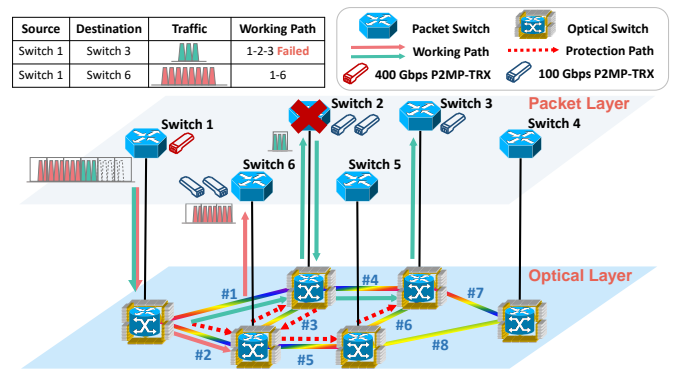 Source Destination Traffic Working Path
Switch 1 Switch 3 1-2-3 Failed
Switch 1 Switch 6 1-6
Packet Switch Optical Switch
Working Path Protection Path
400 Gbps P2MP-TRX 100 Gbps P2MP-TRX
Packet Layer
Switch 1
Switch 2
Switch 3
Switch 4
Switch 6
Switch 5
Optical Layer
#1
#4
#7
#3
#6
#2
#5
#8